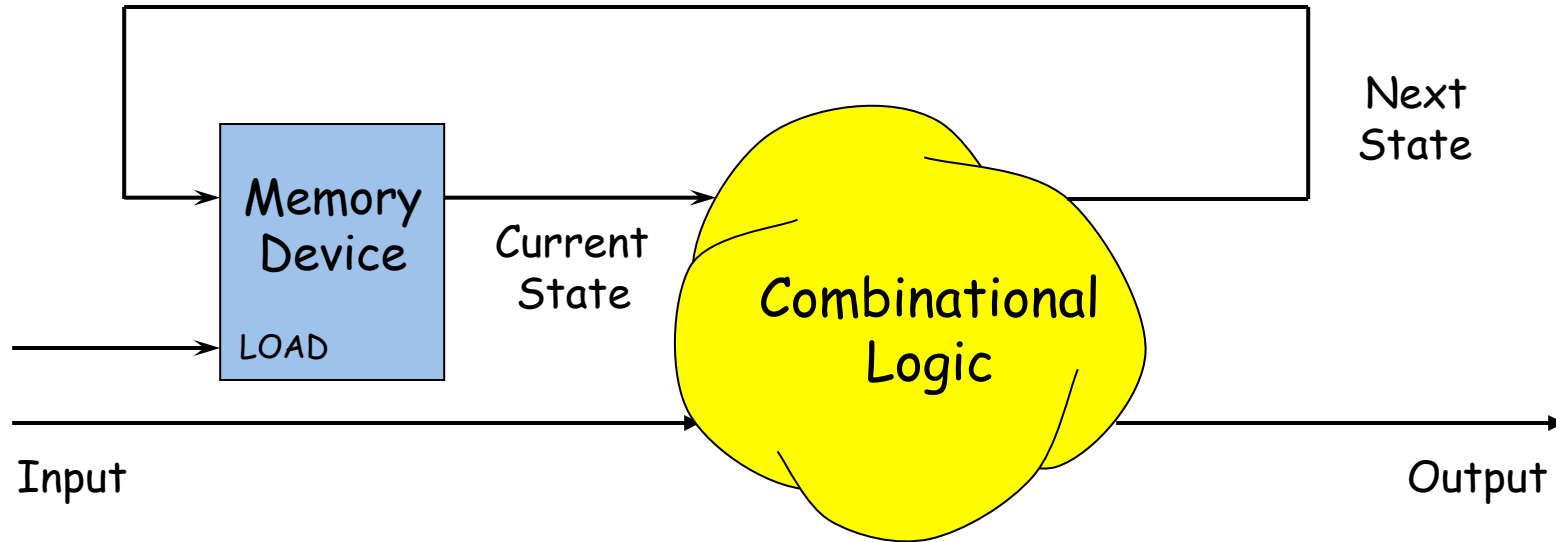 Next
State
Memory
Device
Current
State
LOAD
Combinational
Logic
Input
Output